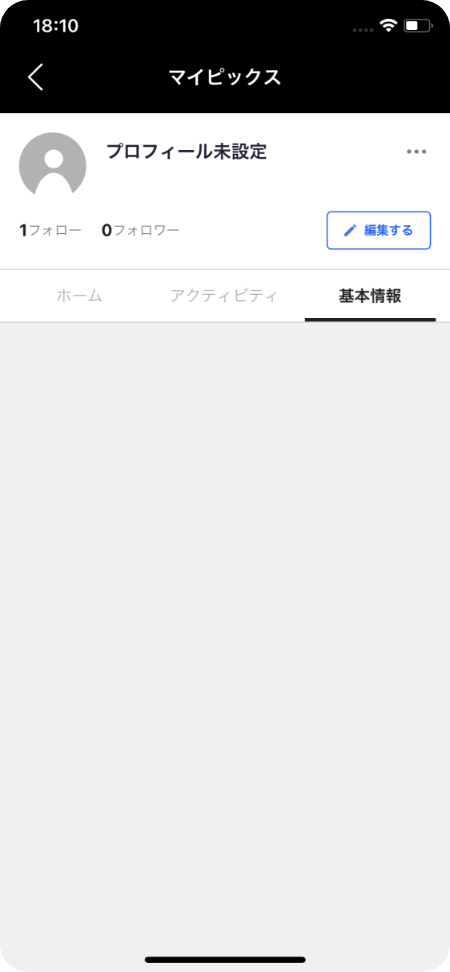 18:10
マイピックス
プロフィール未設定
1フォロー 0フォロワー 編集する
ホーム アクティビティ 基本情報